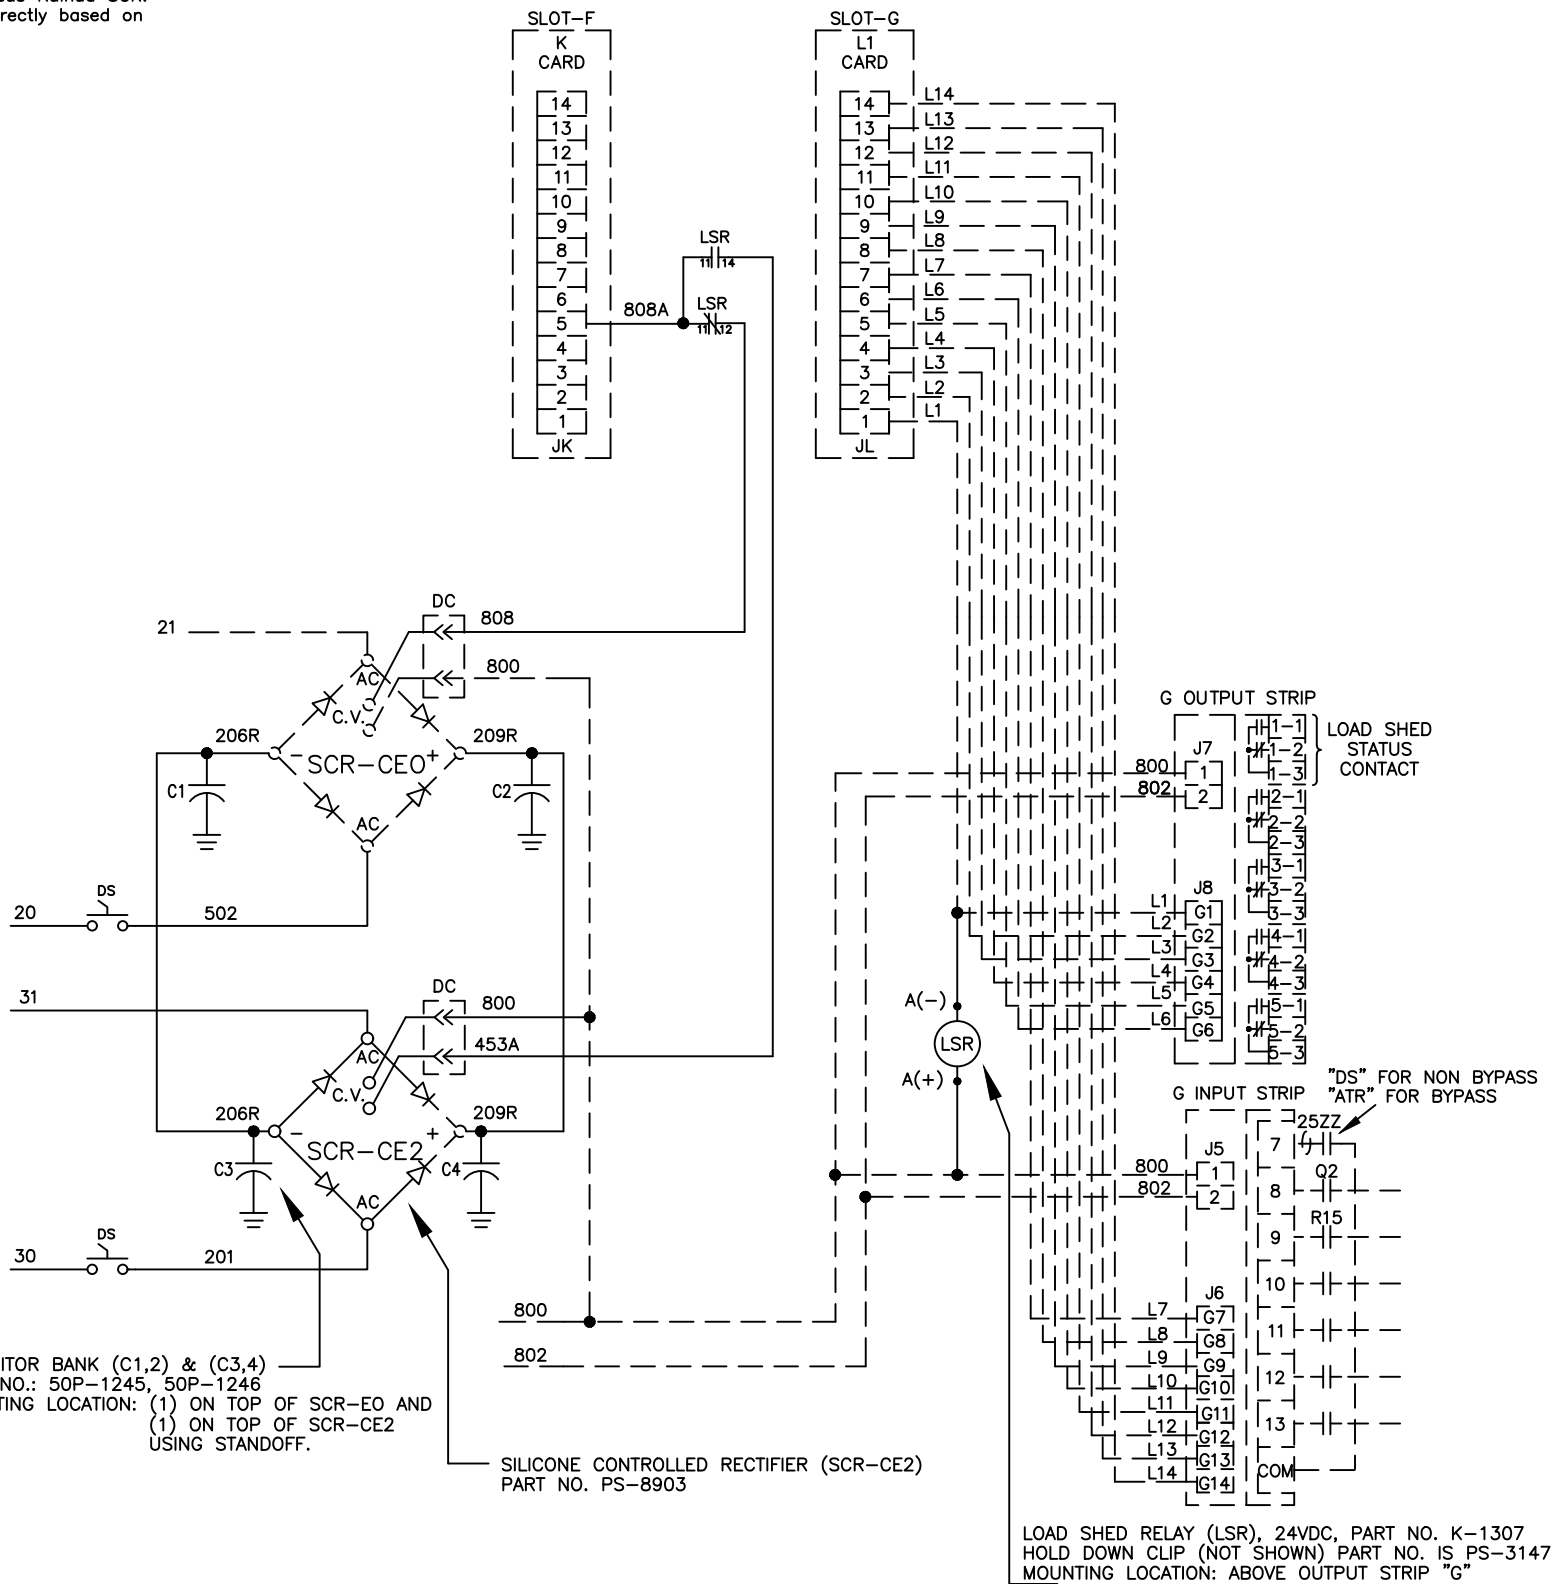 rectly based on
SLOT-F
K
CARD
14
13
12
11
10
9
8
7
6
5
4
3
2
1
JK
808A
LSR
11 14
LSR
11 12
SLOT-G
L1
CARD
14
13
12
11
10
9
8
7
6
5
4
3
2
1
JL
L14
L13
L12
L11
L10
L9
L8
L7
L6
L5
L4
L3
L2
L1
21
DC
808
800
AC
C.V.
206R
- SCR-CE0 +
209R
C1
C2
AC
DS
20
502
31
DC
800
453A
AC
C.V.
206R
- SCR-CE2 +
209R
C3
C4
AC
DS
30
201
800
802
ITOR BANK (C1,2) & (C3,4)
NO.: 50P-1245, 50P-1246
TING LOCATION: (1) ON TOP OF SCR-EO AND
(1) ON TOP OF SCR-CE2
USING STANDOFF.
SILICONE CONTROLLED RECTIFIER (SCR-CE2)
PART NO. PS-8903
G OUTPUT STRIP
J7
800
1
802
2
1-1
1-2
1-3
LOAD SHED
STATUS
CONTACT
2-1
2-2
2-3
3-1
3-2
3-3
4-1
4-2
4-3
5-1
5-2
5-3
J8
L1
G1
L2
G2
L3
G3
L4
G4
L5
G5
L6
G6
A(-)
LSR
A(+)
"DS" FOR NON BYPASS
"ATR" FOR BYPASS
G INPUT STRIP
J5
800
1
802
2
7
25ZZ
8
Q2
9
R15
10
11
12
13
COM
J6
L7
G7
L8
G8
L9
G9
L10
G10
L11
G11
L12
G12
L13
G13
L14
G14
LOAD SHED RELAY (LSR), 24VDC, PART NO. K-1307
HOLD DOWN CLIP (NOT SHOWN) PART NO. IS PS-3147
MOUNTING LOCATION: ABOVE OUTPUT STRIP "G"